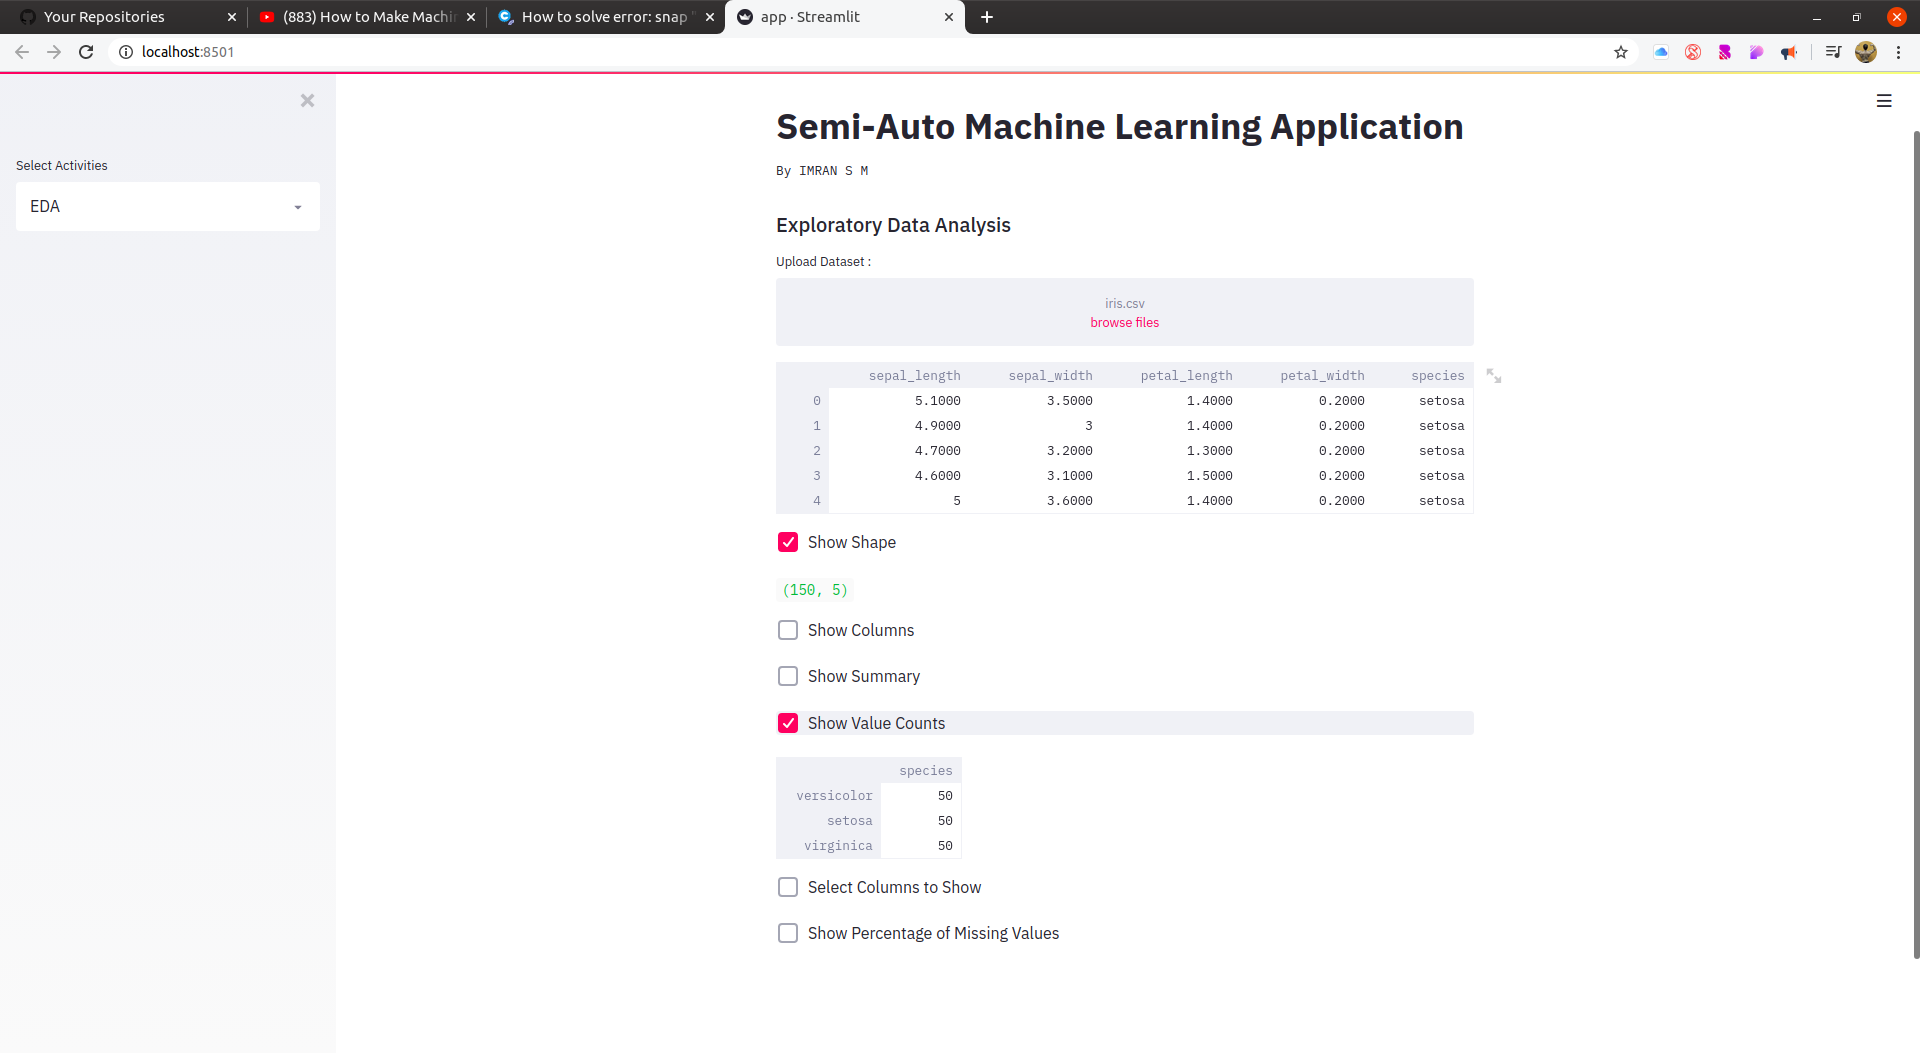 Your Repositories
(883) How to Make Machin
How to solve error: snap "
app · Streamlit
localhost:8501
Select Activities
EDA
Semi-Auto Machine Learning Application
By IMRAN S M
Exploratory Data Analysis
Upload Dataset :
iris.csv
browse files
sepal_length sepal_width petal_length petal_width species
0 5.1000 3.5000 1.4000 0.2000 setosa
1 4.9000 3 1.4000 0.2000 setosa
2 4.7000 3.2000 1.3000 0.2000 setosa
3 4.6000 3.1000 1.5000 0.2000 setosa
4 5 3.6000 1.4000 0.2000 setosa
Show Shape
(150, 5)
Show Columns
Show Summary
Show Value Counts
species
versicolor 50
setosa 50
virginica 50
Select Columns to Show
Show Percentage of Missing Values